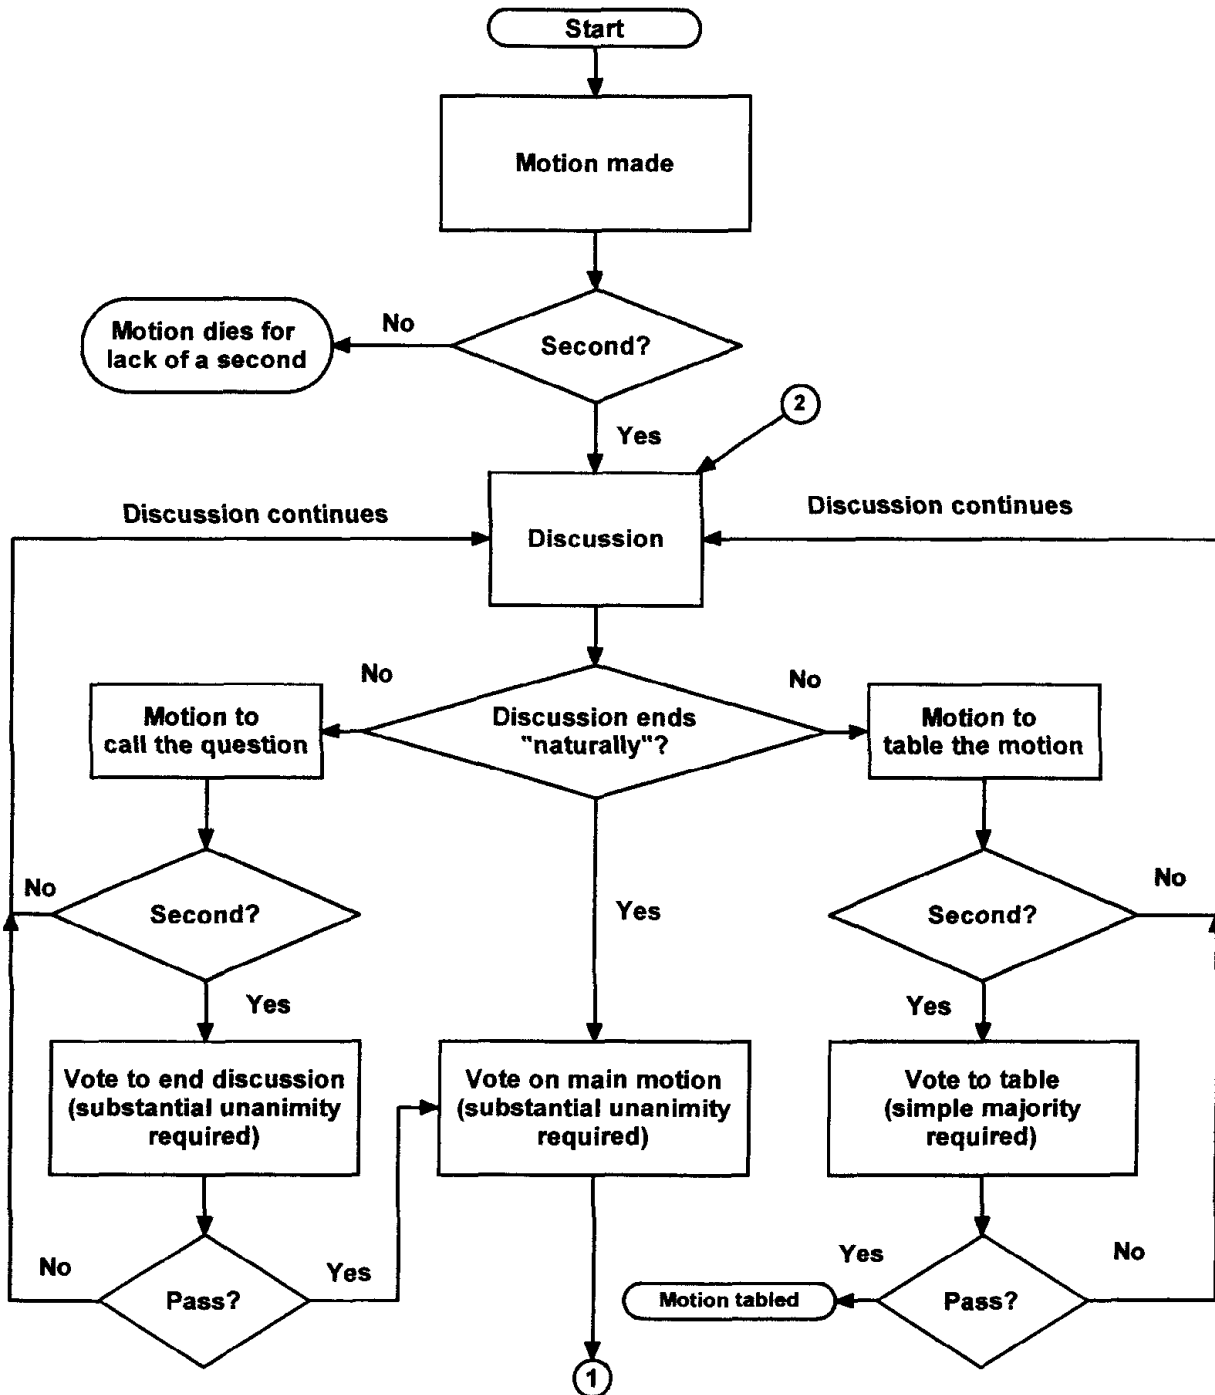 Start
Motion made
Motion dies for
lack of a second
No
Second?
2
Yes
Discussion continues
Discussion continues
Discussion
No
No
Motion to
call the question
Discussion ends
"naturally"?
Motion to
table the motion
No
Second?
Yes
Second?
No
Yes
Yes
Vote to end discussion
(substantial unanimity
required)
Vote on main motion
(substantial unanimity
required)
Vote to table
(simple majority
required)
No
Pass?
Yes
Motion tabled
Yes
Pass?
No
1